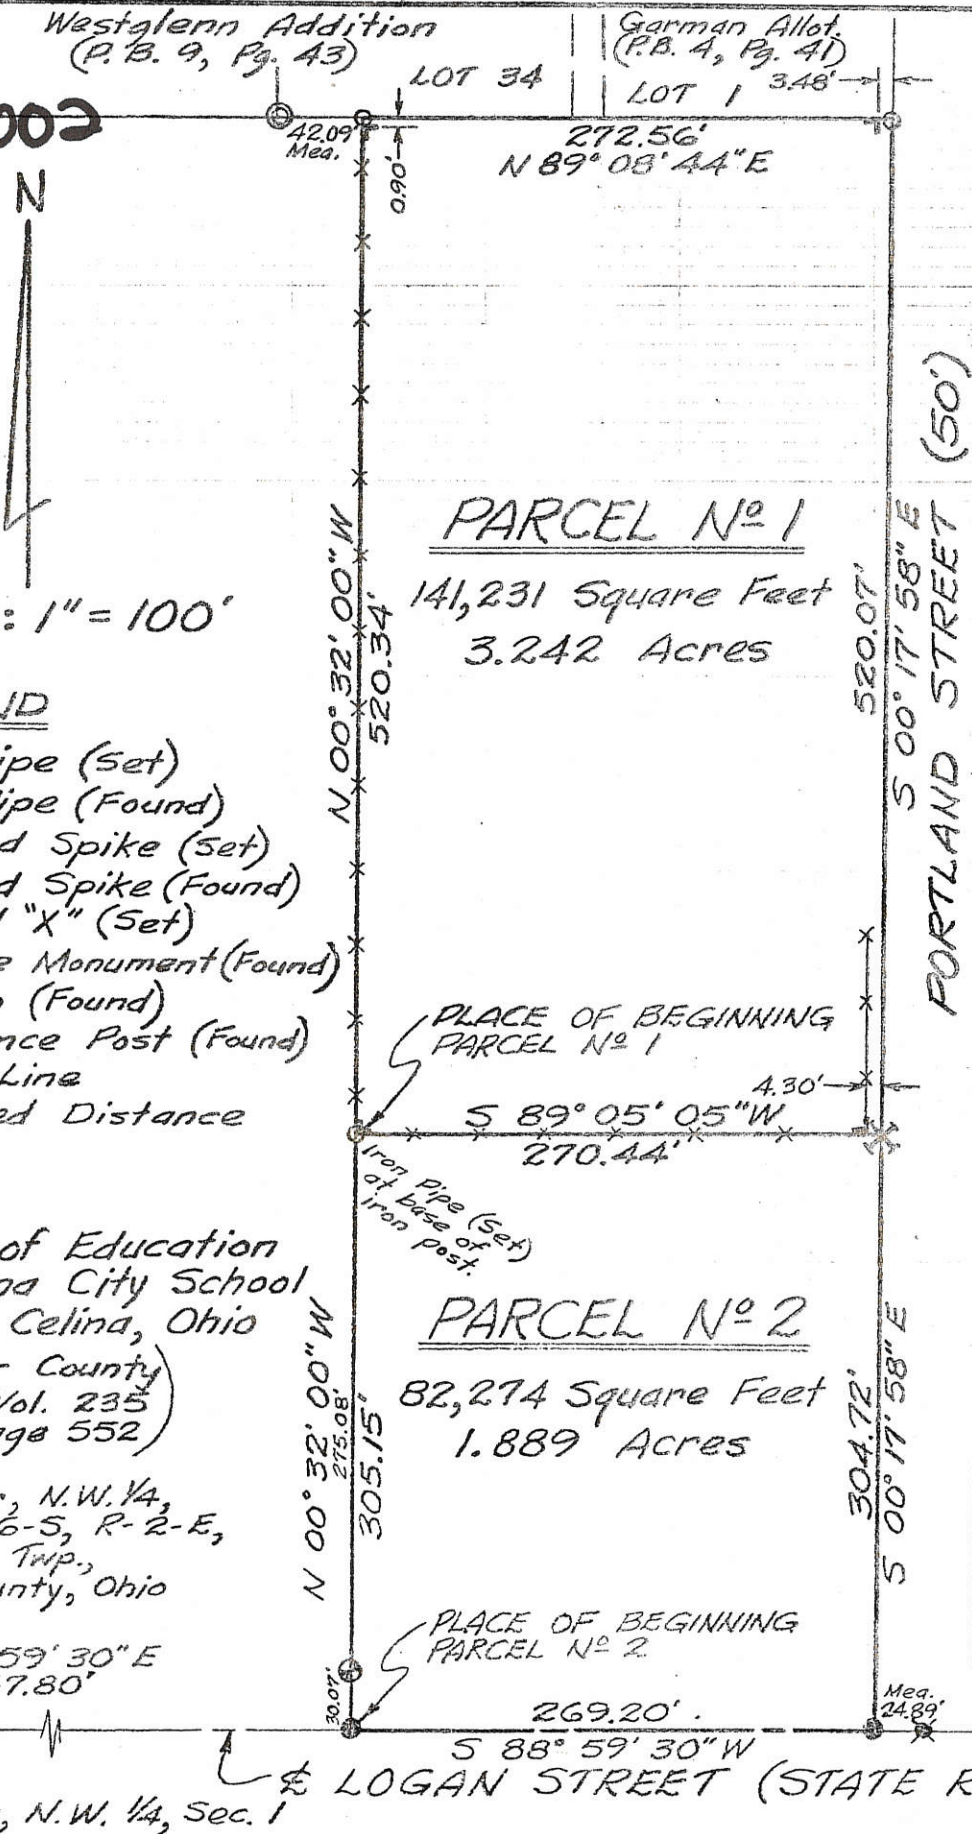 Westglenn Addition
(P.B. 9, Pg. 43)
Garman Allot.
(P.B. 4, Pg. 41)
LOT 34
LOT 1
3.48'
002
42.09'
Mea.
0.90'
272.56'
N 89° 08' 44" E
N
: 1" = 100'
PARCEL Nº 1
141,231 Square Feet
3.242 Acres
N 00° 32' 00" W
520.34'
520.07'
S 00° 17' 58" E
PORTLAND STREET (50')
ND
ipe (Set)
ipe (Found)
d Spike (Set)
d Spike (Found)
"X" (Set)
e Monument (Found)
(Found)
nce Post (Found)
Line
ed Distance
PLACE OF BEGINNING
PARCEL Nº 1
4.30'
S 89° 05' 05" W
270.44'
Iron Pipe (Set)
at base of
iron post.
of Education
na City School
Celina, Ohio
r County
Vol. 235
ge 552)
PARCEL Nº 2
82,274 Square Feet
1.889 Acres
N 00° 32' 00" W
275.08'
305.15'
304.72'
S 00° 17' 58" E
., N.W. 1/4,
6-S, R-2-E,
Twp.,
unty, Ohio
59' 30" E
7.80'
PLACE OF BEGINNING
PARCEL Nº 2
30.07'
269.20'
S 88° 59' 30" W
Mea.
24.89'
℄ LOGAN STREET (STATE R
, N.W. 1/4, Sec. 1